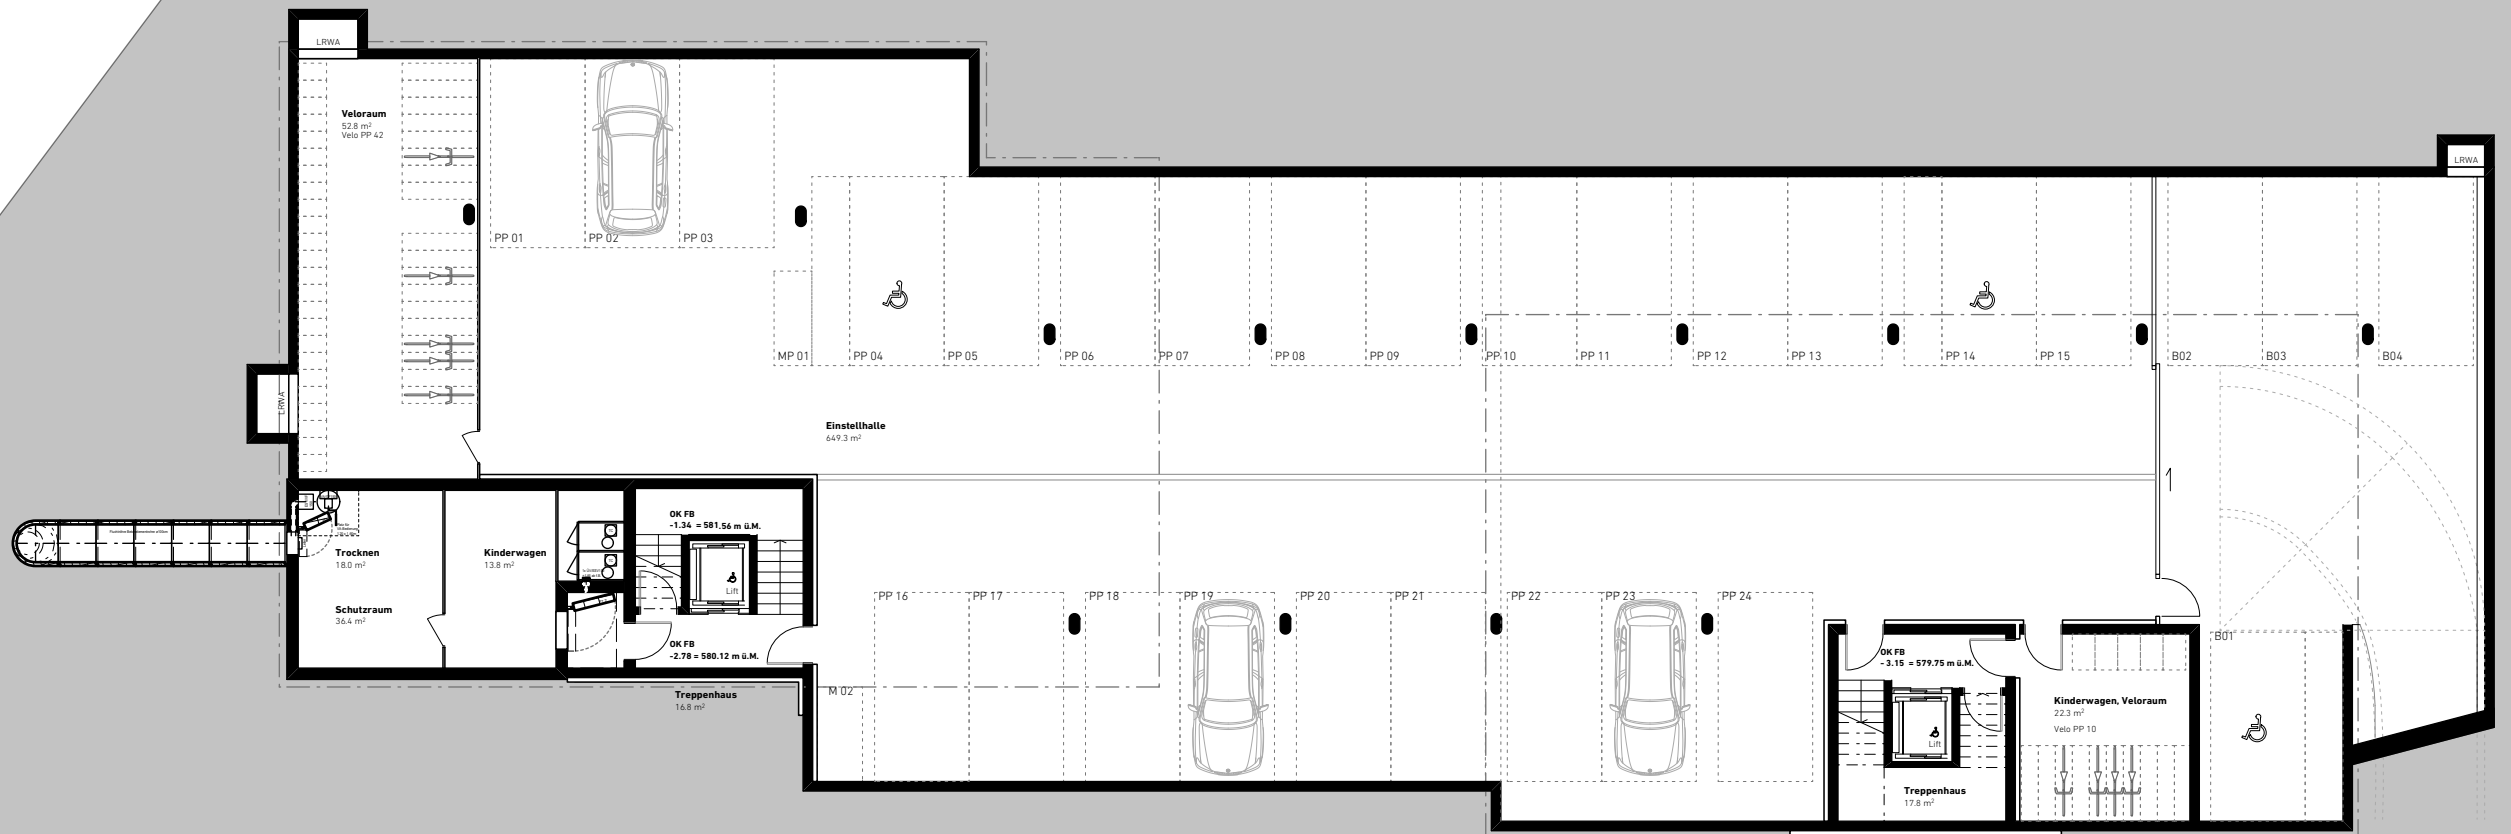 LRWA
Veloraum
52.8 m²
Velo PP 42
PP 01
PP 02
PP 03
LRWA
MP 01
PP 04
PP 05
PP 06
PP 07
PP 08
PP 09
PP 10
PP 11
PP 12
PP 13
PP 14
PP 15
B02
B03
B04
LRWA
Einstellhalle
649.3 m²
OK FB
-1.34 = 581,56 m ü.M.
Trocknen
18.0 m²
Kinderwagen
13.8 m²
Lift
Schutzraum
36.4 m²
OK FB
-2.78 = 580.12 m ü.M.
Treppenhaus
16.8 m²
PP 16
PP 17
PP 18
PP 19
PP 20
PP 21
PP 22
PP 23
PP 24
M 02
OK FB
- 3.15 = 579.75 m ü.M.
B01
Kinderwagen, Veloraum
22.3 m²
Velo PP 10
Lift
Treppenhaus
17.8 m²